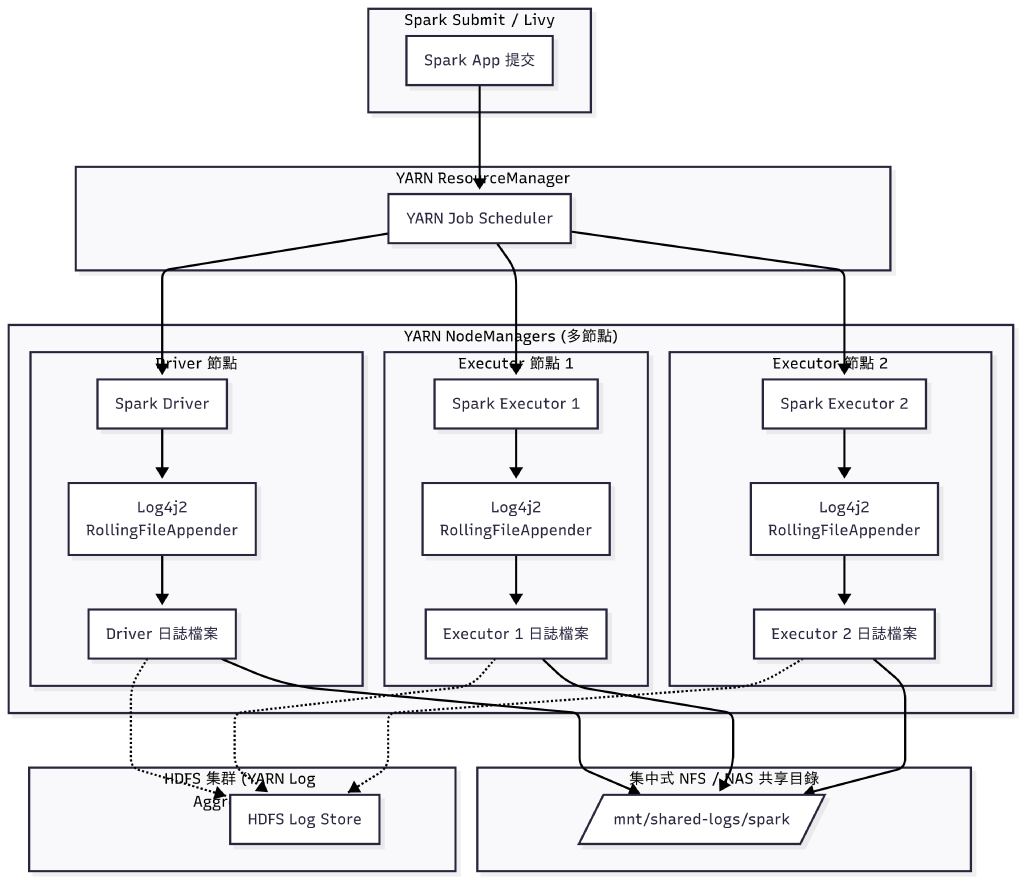 Spark Submit / Livy
Spark App 提交
YARN ResourceManager
YARN Job Scheduler
YARN NodeManagers (多節點)
Driver 節點
Executor 節點 1
Executor 節點 2
Spark Driver
Spark Executor 1
Spark Executor 2
Log4j2
RollingFileAppender
Log4j2
RollingFileAppender
Log4j2
RollingFileAppender
Driver 日誌檔案
Executor 1 日誌檔案
Executor 2 日誌檔案
HDFS 集群 (YARN Log
Aggr
HDFS Log Store
集中式 NFS / NAS 共享目錄
mnt/shared-logs/spark